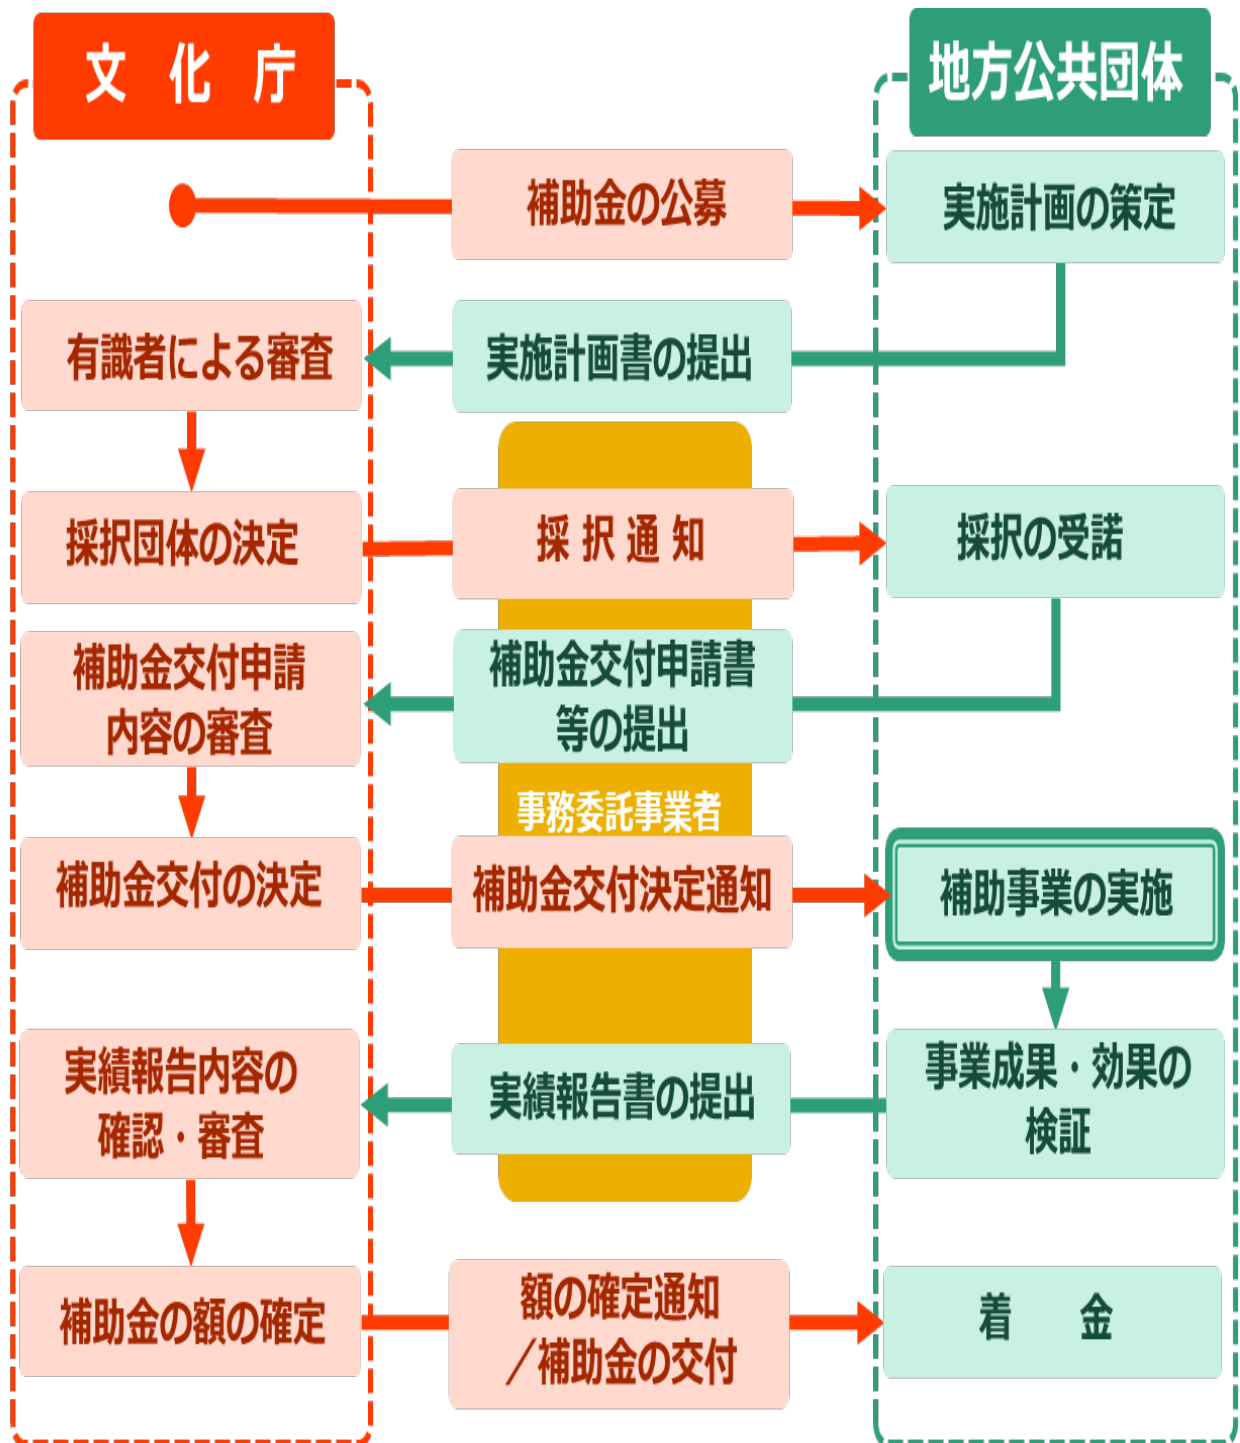 文 化 庁
地方公共団体
補助金の公募
実施計画の策定
有識者による審査
実施計画書の提出
採択団体の決定
採 択 通 知
採択の受諾
補助金交付申請
内容の審査
補助金交付申請書
等の提出
事務委託事業者
補助金交付の決定
補助金交付決定通知
補助事業の実施
実績報告内容の
確認・審査
実績報告書の提出
事業成果・効果の
検証
補助金の額の確定
額の確定通知
／補助金の交付
着 金